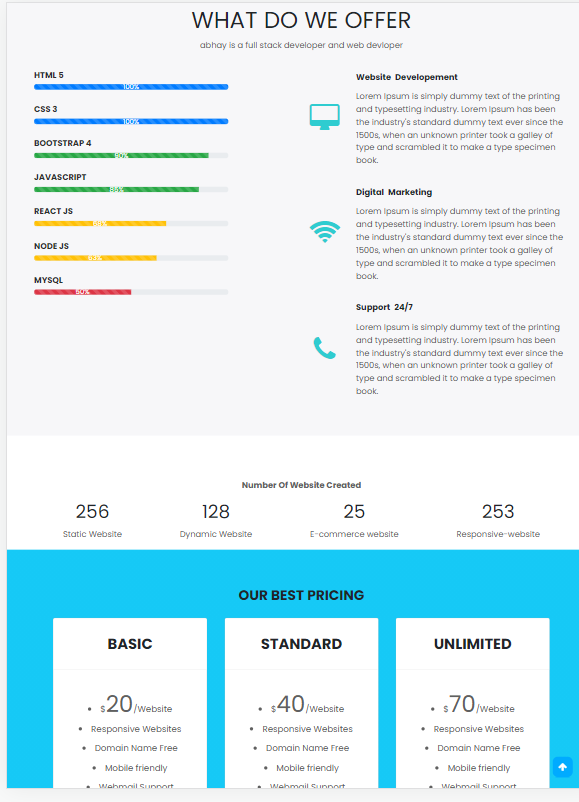 WHAT DO WE OFFER
abhay is a full stack developer and web devloper
HTML 5
100%
CSS 3
100%
BOOTSTRAP 4
90%
JAVASCRIPT
REACT JS
NODE JS
MYSQL
50%
Website Developement
Lorem Ipsum is simply dummy text of the printing
and typesetting industry. Lorem Ipsum has been
the industry's standard dummy text ever since the
1500s, when an unknown printer took a galley of
type and scrambled it to make a type specimen
book.
Digital Marketing
Lorem Ipsum is simply dummy text of the printing
and typesetting industry. Lorem Ipsum has been
the industry's standard dummy text ever since the
1500s, when an unknown printer took a galley of
type and scrambled it to make a type specimen
book.
Support 24/7
Lorem Ipsum is simply dummy text of the printing
and typesetting industry. Lorem Ipsum has been
the industry's standard dummy text ever since the
1500s, when an unknown printer took a galley of
type and scrambled it to make a type specimen
book.
Number Of Website Created
256 128 25 253
Static Website Dynamic Website E-commerce website Responsive-website
OUR BEST PRICING
BASIC STANDARD UNLIMITED
• $20/Website • $40/Website • $70/Website
• Responsive Websites • Responsive Websites • Responsive Websites
• Domain Name Free • Domain Name Free • Domain Name Free
• Mobile friendly • Mobile friendly • Mobile friendly
• Webmail Support • Webmail Support • Webmail Support